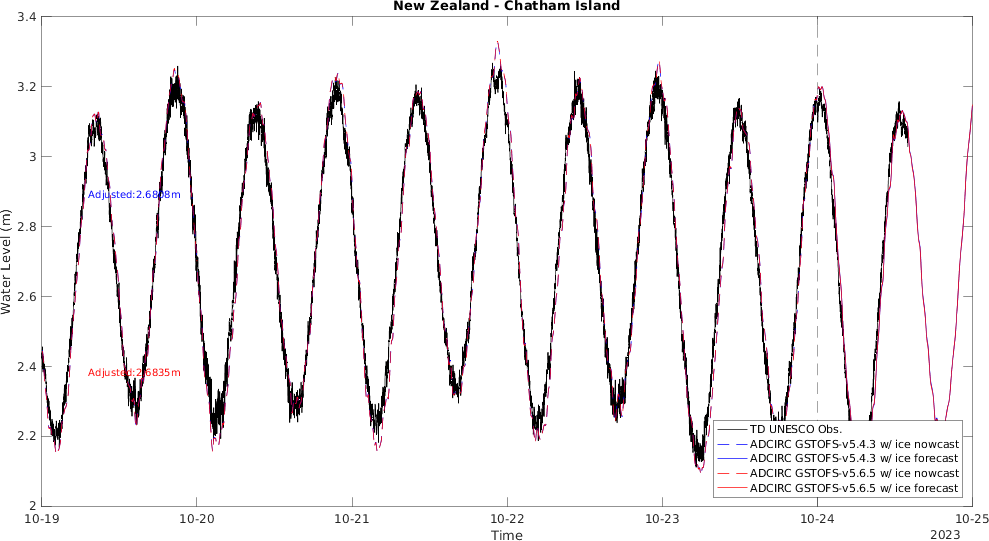 New Zealand - Chatham Island
3.4
3.2
3
2.8
2.6
2.4
2.2
2
Water Level (m)
Adjusted:2.6808m
Adjusted:2.6835m
TD UNESCO Obs.
ADCIRC GSTOFS-v5.4.3 w/ ice nowcast
ADCIRC GSTOFS-v5.4.3 w/ ice forecast
ADCIRC GSTOFS-v5.6.5 w/ ice nowcast
ADCIRC GSTOFS-v5.6.5 w/ ice forecast
10-19 10-20 10-21 10-22 10-23 10-24 10-25
Time
2023